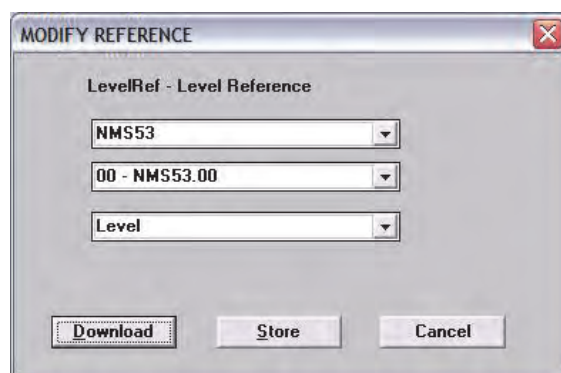 MODIFY REFERENCE
LevelRef - Level Reference
NMS53
00 - NMS53.00
Level
Download Store Cancel